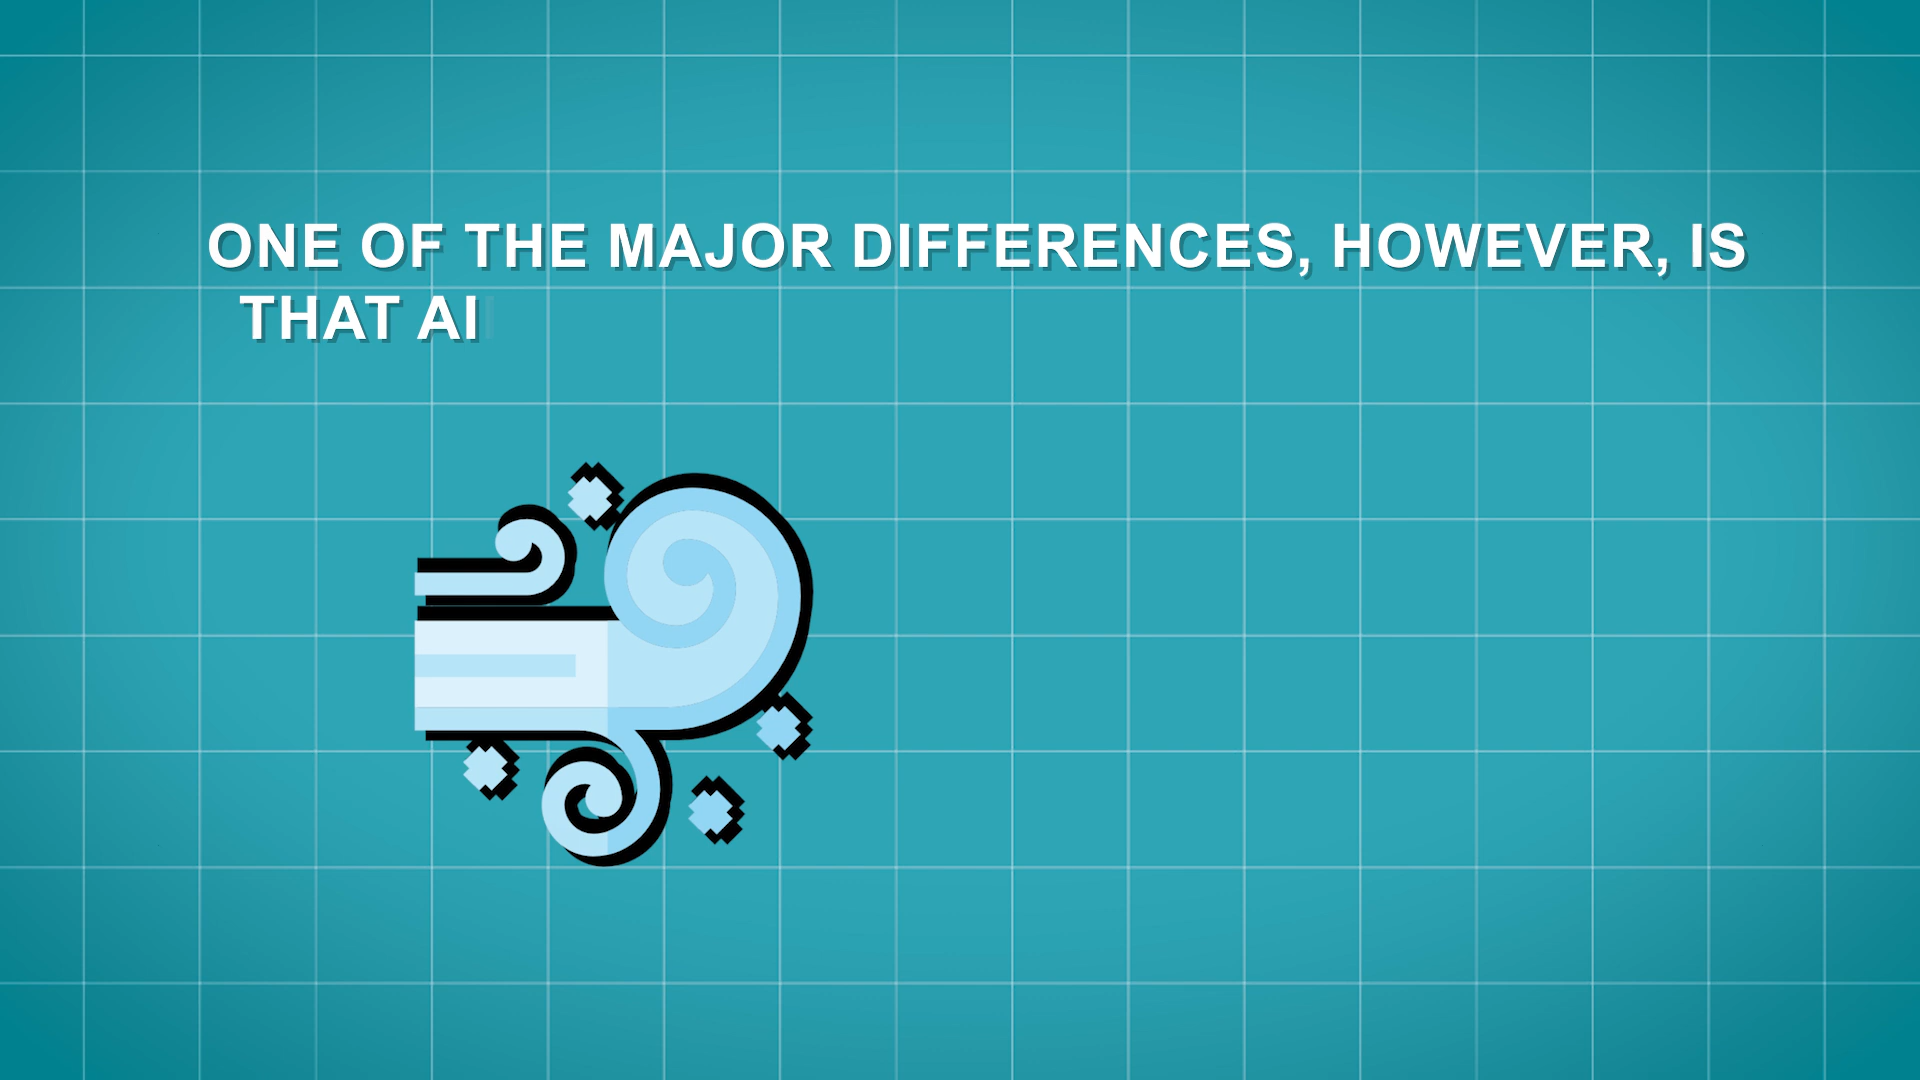 ONE OF THE MAJOR DIFFERENCES, HOWEVER, IS
THAT AI